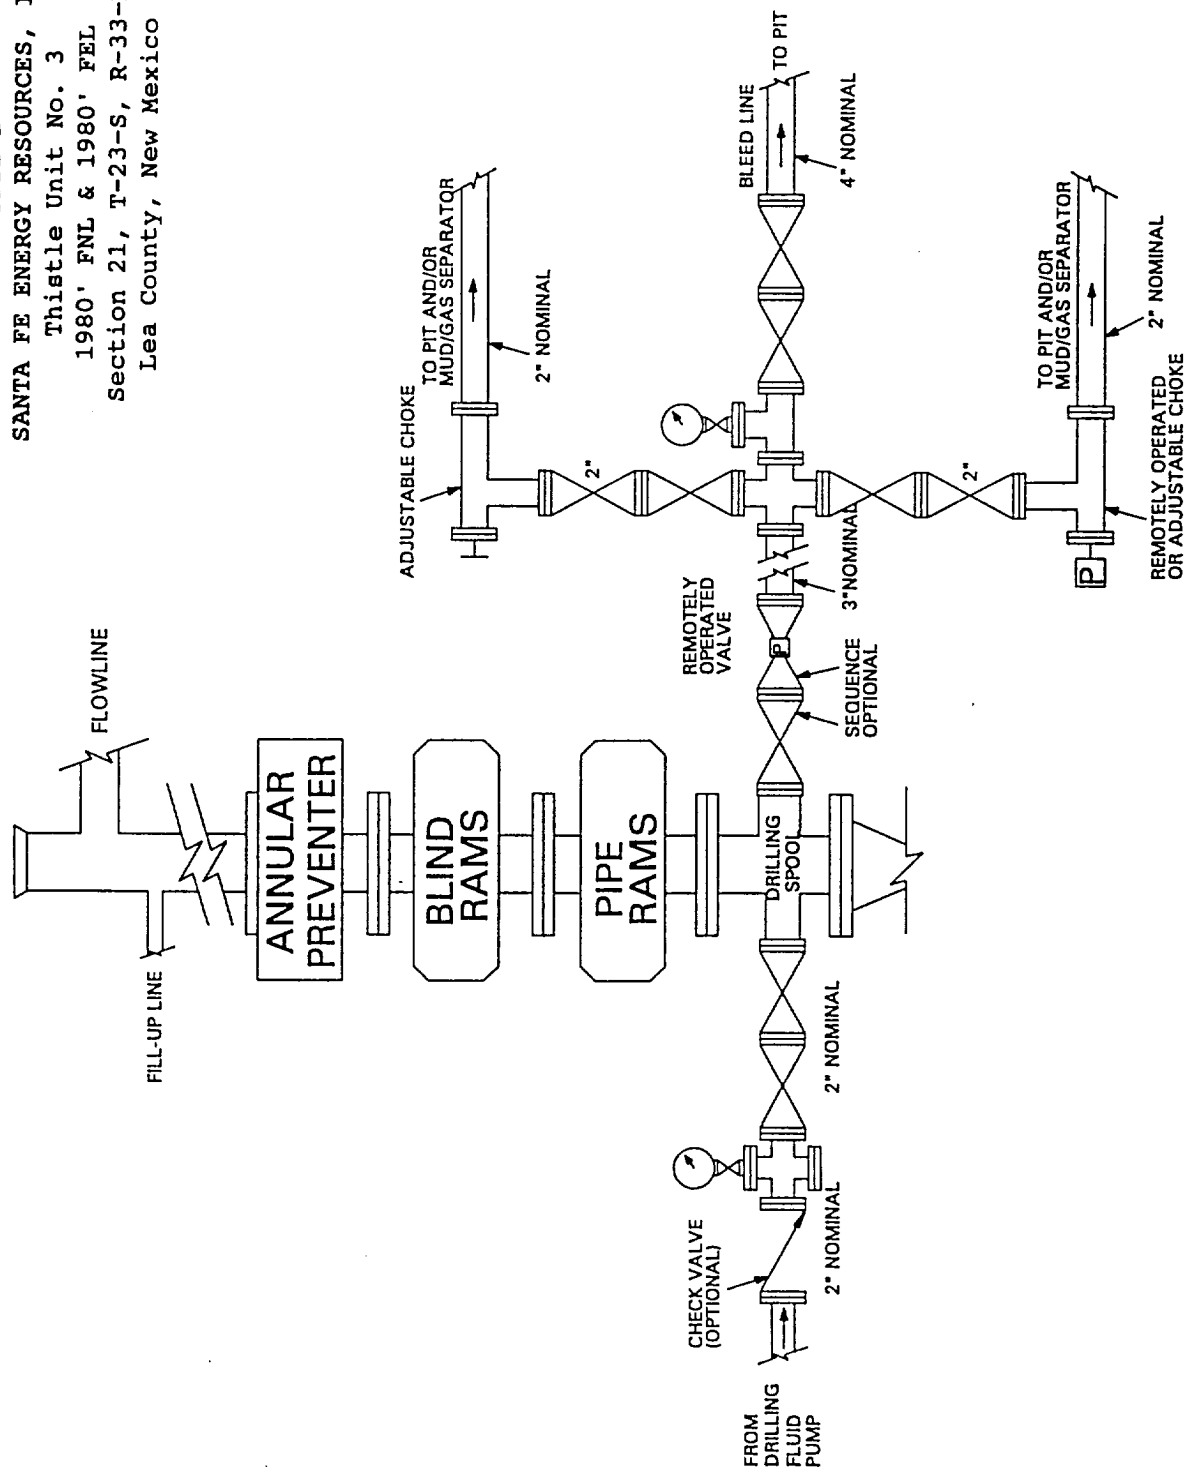 SANTA FE ENERGY RESOURCES,
Thistle Unit No. 3
1980' FNL & 1980' FEL
Section 21, T-23-S, R-33-
Lea County, New Mexico
FLOWLINE
FILL-UP LINE
ANNULAR
PREVENTER
BLIND
RAMS
PIPE
RAMS
DRILLING
SPOOL
FROM
DRILLING
FLUID
PUMP
CHECK VALVE
(OPTIONAL)
2" NOMINAL
2" NOMINAL
REMOTELY
OPERATED
VALVE
P
SEQUENCE
OPTIONAL
3" NOMINAL
ADJUSTABLE CHOKE
TO PIT AND/OR
MUD/GAS SEPARATOR
2" NOMINAL
2"
BLEED LINE
TO PIT
4" NOMINAL
2"
TO PIT AND/OR
MUD/GAS SEPARATOR
2" NOMINAL
P
REMOTELY OPERATED
OR ADJUSTABLE CHOKE